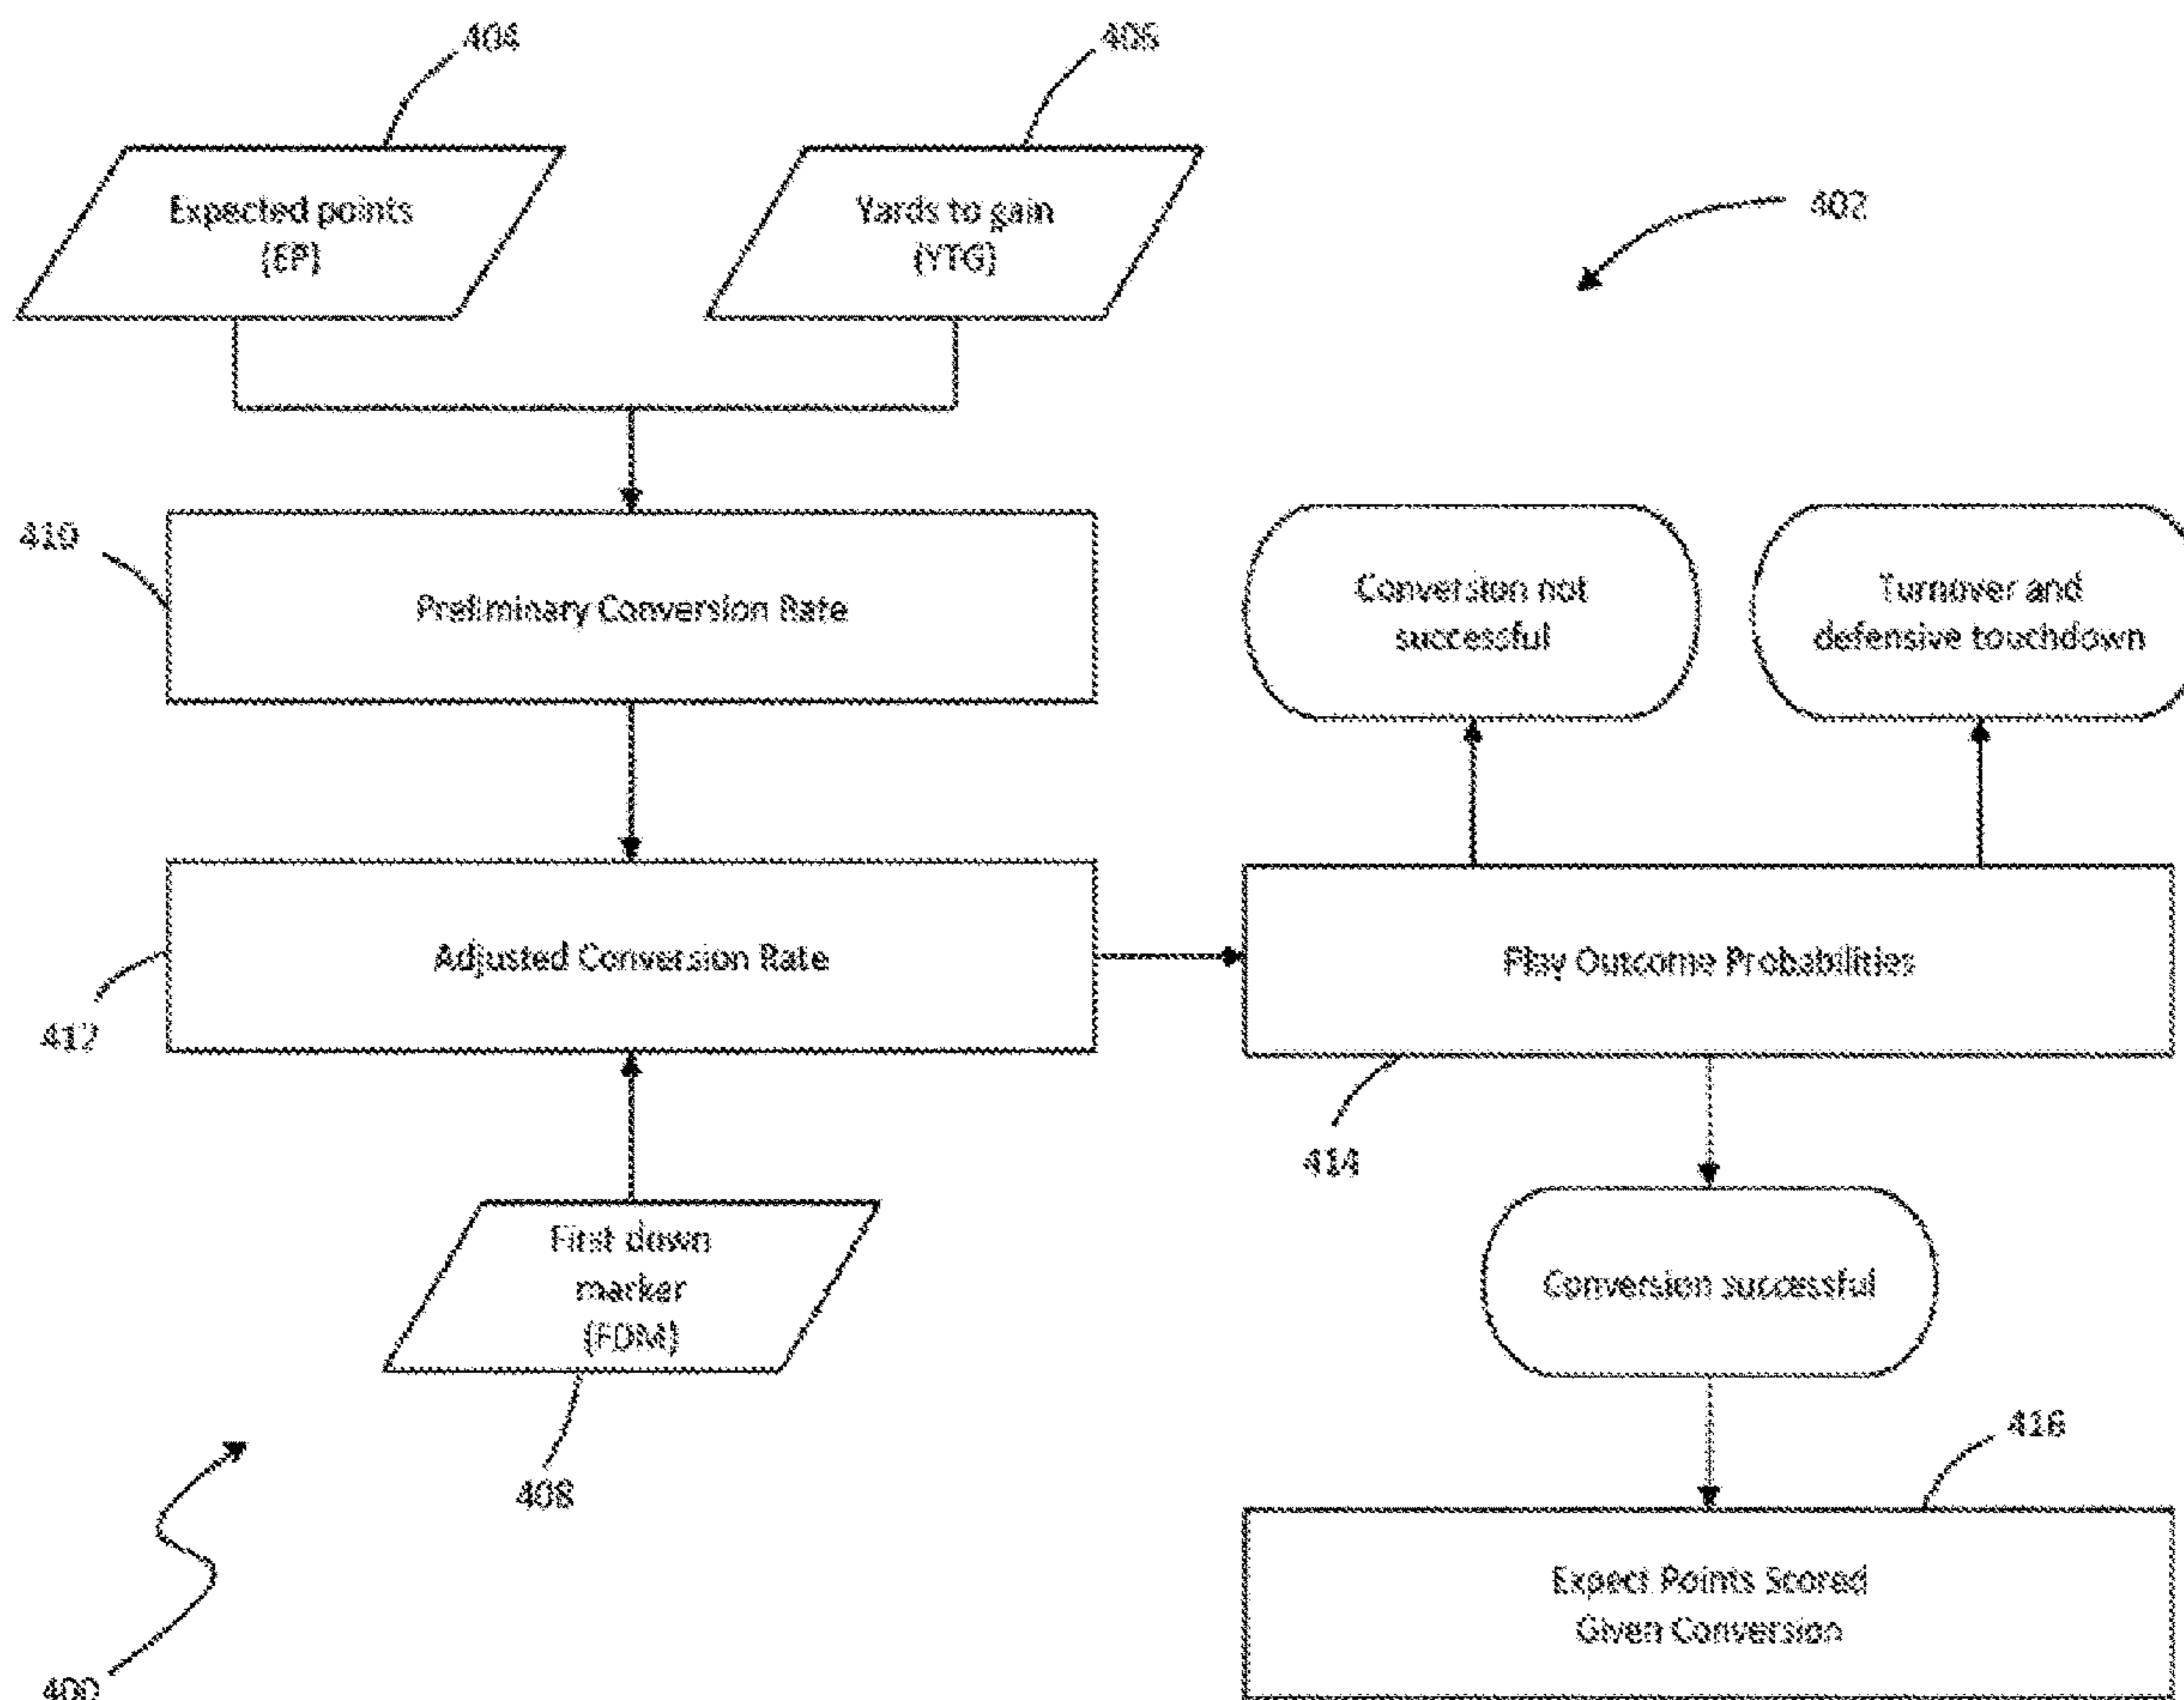 404
406
Expected points
(EP)
Yards to gain
(YTG)
402
410
Preliminary Conversion Rate
Conversion not
successful
Turnover and
defensive touchdown
412
Adjusted Conversion Rate
Play Outcome Probabilities
414
First down
marker
(FDM)
408
Conversion successful
416
Expect Points Scored
Given Conversion
400